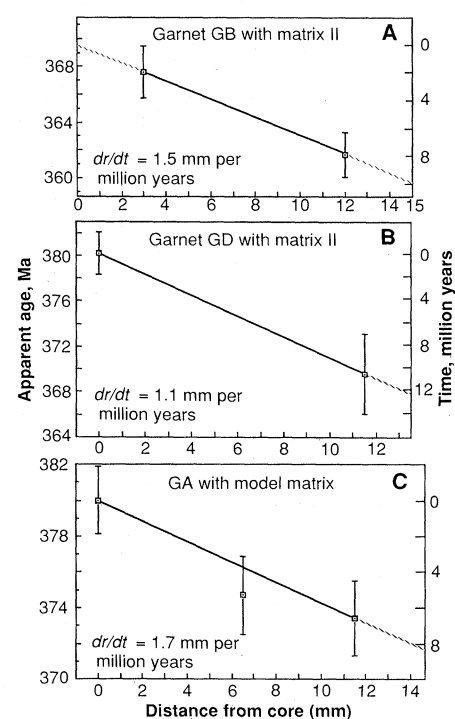 Garnet GB with matrix II
A
368
364
360
0
4
8
dr/dt = 1.5 mm per
million years
0 2 4 6 8 10 12 14 15
Garnet GD with matrix II
B
380
376
372
368
364
0
4
8
12
dr/dt = 1.1 mm per
million years
0 2 4 6 8 10 12
Apparent age, Ma
Time, million years
GA with model matrix
C
382
378
374
370
0
4
8
dr/dt = 1.7 mm per
million years
0 2 4 6 8 10 12 14
Distance from core (mm)